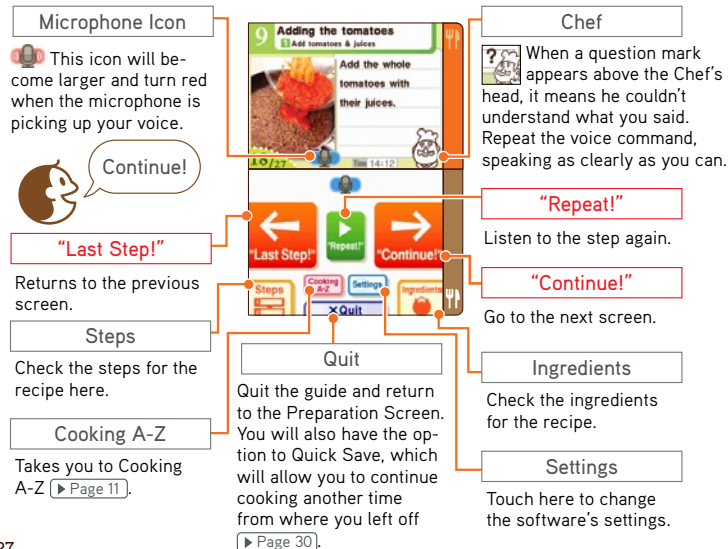 Microphone Icon
This icon will be-
come larger and turn red
when the microphone is
picking up your voice.
Continue!
"Last Step!"
Returns to the previous
screen.
Steps
Check the steps for the
recipe here.
Cooking A-Z
Takes you to Cooking
A-Z ▶ Page 11 .
9 Adding the tomatoes
1 Add tomatoes & juices
Add the whole
tomatoes with
their juices.
18/27
Time 14:12
"Last Step!"
"Repeat!"
"Continue!"
Steps
Cooking
A-Z
Settings
Ingredients
×Quit
Quit
Quit the guide and return
to the Preparation Screen.
You will also have the op-
tion to Quick Save, which
will allow you to continue
cooking another time
from where you left off
▶ Page 30 .
Chef
? When a question mark
appears above the Chef's
head, it means he couldn't
understand what you said.
Repeat the voice command,
speaking as clearly as you can.
"Repeat!"
Listen to the step again.
"Continue!"
Go to the next screen.
Ingredients
Check the ingredients
for the recipe.
Settings
Touch here to change
the software's settings.
27